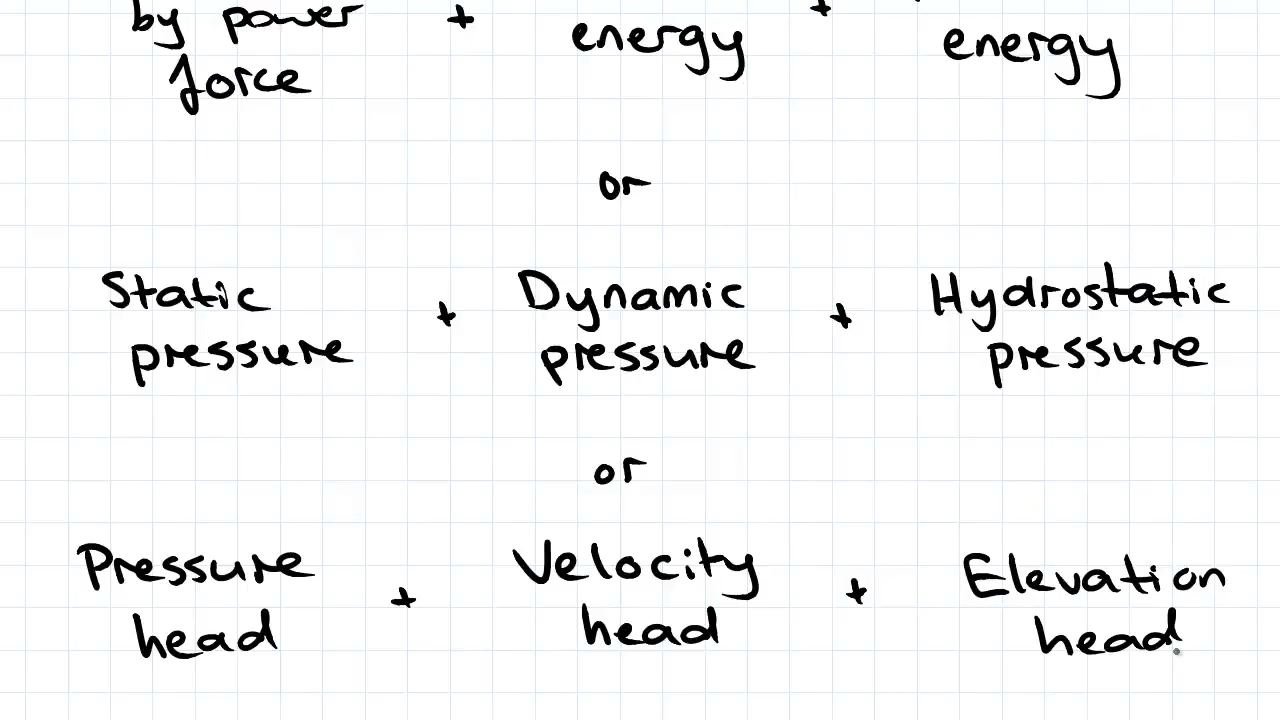 by power + energy + energy
force
or
Static + Dynamic + Hydrostatic
pressure pressure pressure
or
Pressure + Velocity + Elevation
head head head